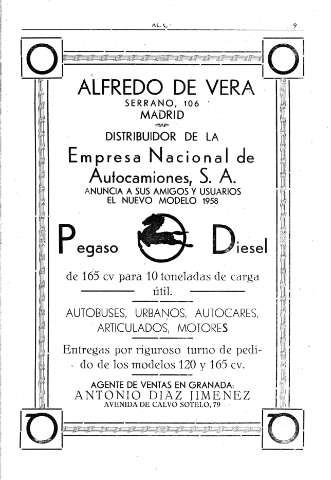 9
ALFREDO DE VERA
SERRANO, 106
MADRID
DISTRIBUIDOR DE LA
Empresa Nacional de
Autocamiones, S. A.
ANUNCIA A SUS AMIGOS Y USUARIOS
EL NUEVO MODELO 1958
Pegaso Diesel
de 165 cv para 10 toneladas de carga
útil.
AUTOBUSES, URBANOS, AUTOCARES,
ARTICULADOS, MOTORES
Entregas por riguroso turno de pedi-
do de los modelos 120 y 165 cv.
AGENTE DE VENTAS EN GRANADA:
ANTONIO DIAZ JIMENEZ
AVENIDA DE CALVO SOTELO, 79